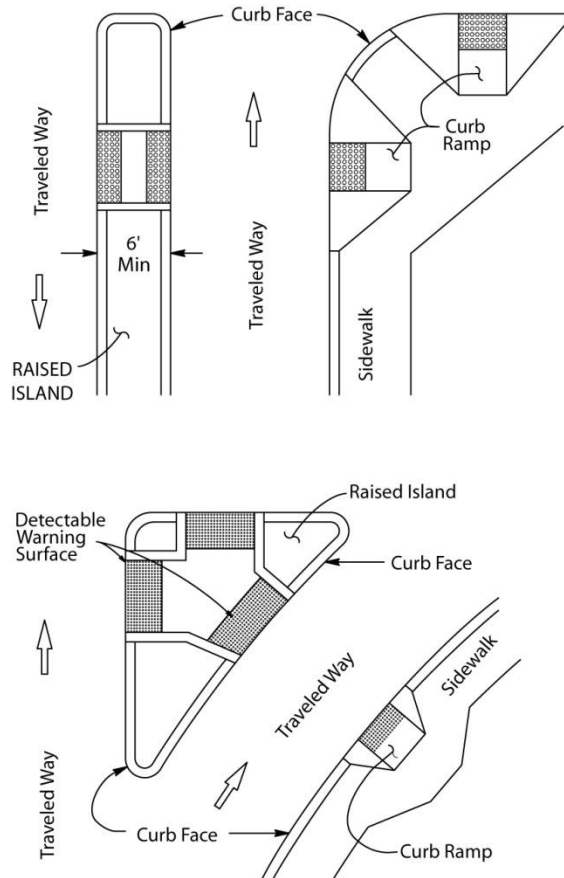 Curb Face
Traveled Way
Curb
Ramp
Traveled Way
6'
Min
Sidewalk
RAISED
ISLAND
Raised Island
Detectable
Warning
Surface
Curb Face
Sidewalk
Traveled Way
Traveled Way
Curb Face
Curb Ramp